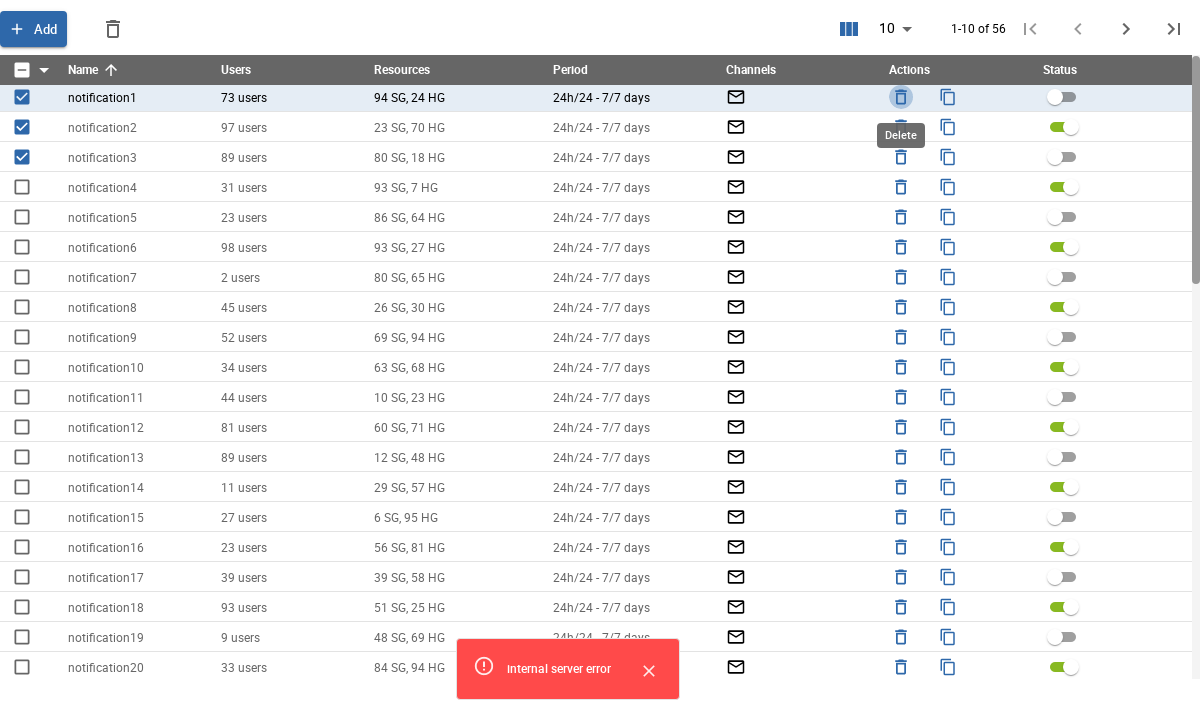 Add 10 1-10 of 56
Name Users Resources Period Channels Actions Status
notification1 73 users 94 SG, 24 HG 24h/24 - 7/7 days
notification2 97 users 23 SG, 70 HG 24h/24 - 7/7 days
Delete
notification3 89 users 80 SG, 18 HG 24h/24 - 7/7 days
notification4 31 users 93 SG, 7 HG 24h/24 - 7/7 days
notification5 23 users 86 SG, 64 HG 24h/24 - 7/7 days
notification6 98 users 93 SG, 27 HG 24h/24 - 7/7 days
notification7 2 users 80 SG, 65 HG 24h/24 - 7/7 days
notification8 45 users 26 SG, 30 HG 24h/24 - 7/7 days
notification9 52 users 69 SG, 94 HG 24h/24 - 7/7 days
notification10 34 users 63 SG, 68 HG 24h/24 - 7/7 days
notification11 44 users 10 SG, 23 HG 24h/24 - 7/7 days
notification12 81 users 60 SG, 71 HG 24h/24 - 7/7 days
notification13 89 users 12 SG, 48 HG 24h/24 - 7/7 days
notification14 11 users 29 SG, 57 HG 24h/24 - 7/7 days
notification15 27 users 6 SG, 95 HG 24h/24 - 7/7 days
notification16 23 users 56 SG, 81 HG 24h/24 - 7/7 days
notification17 39 users 39 SG, 58 HG 24h/24 - 7/7 days
notification18 93 users 51 SG, 25 HG 24h/24 - 7/7 days
notification19 9 users 48 SG, 69 HG 24h/24 - 7/7 days
notification20 33 users 84 SG, 94 HG
Internal server error